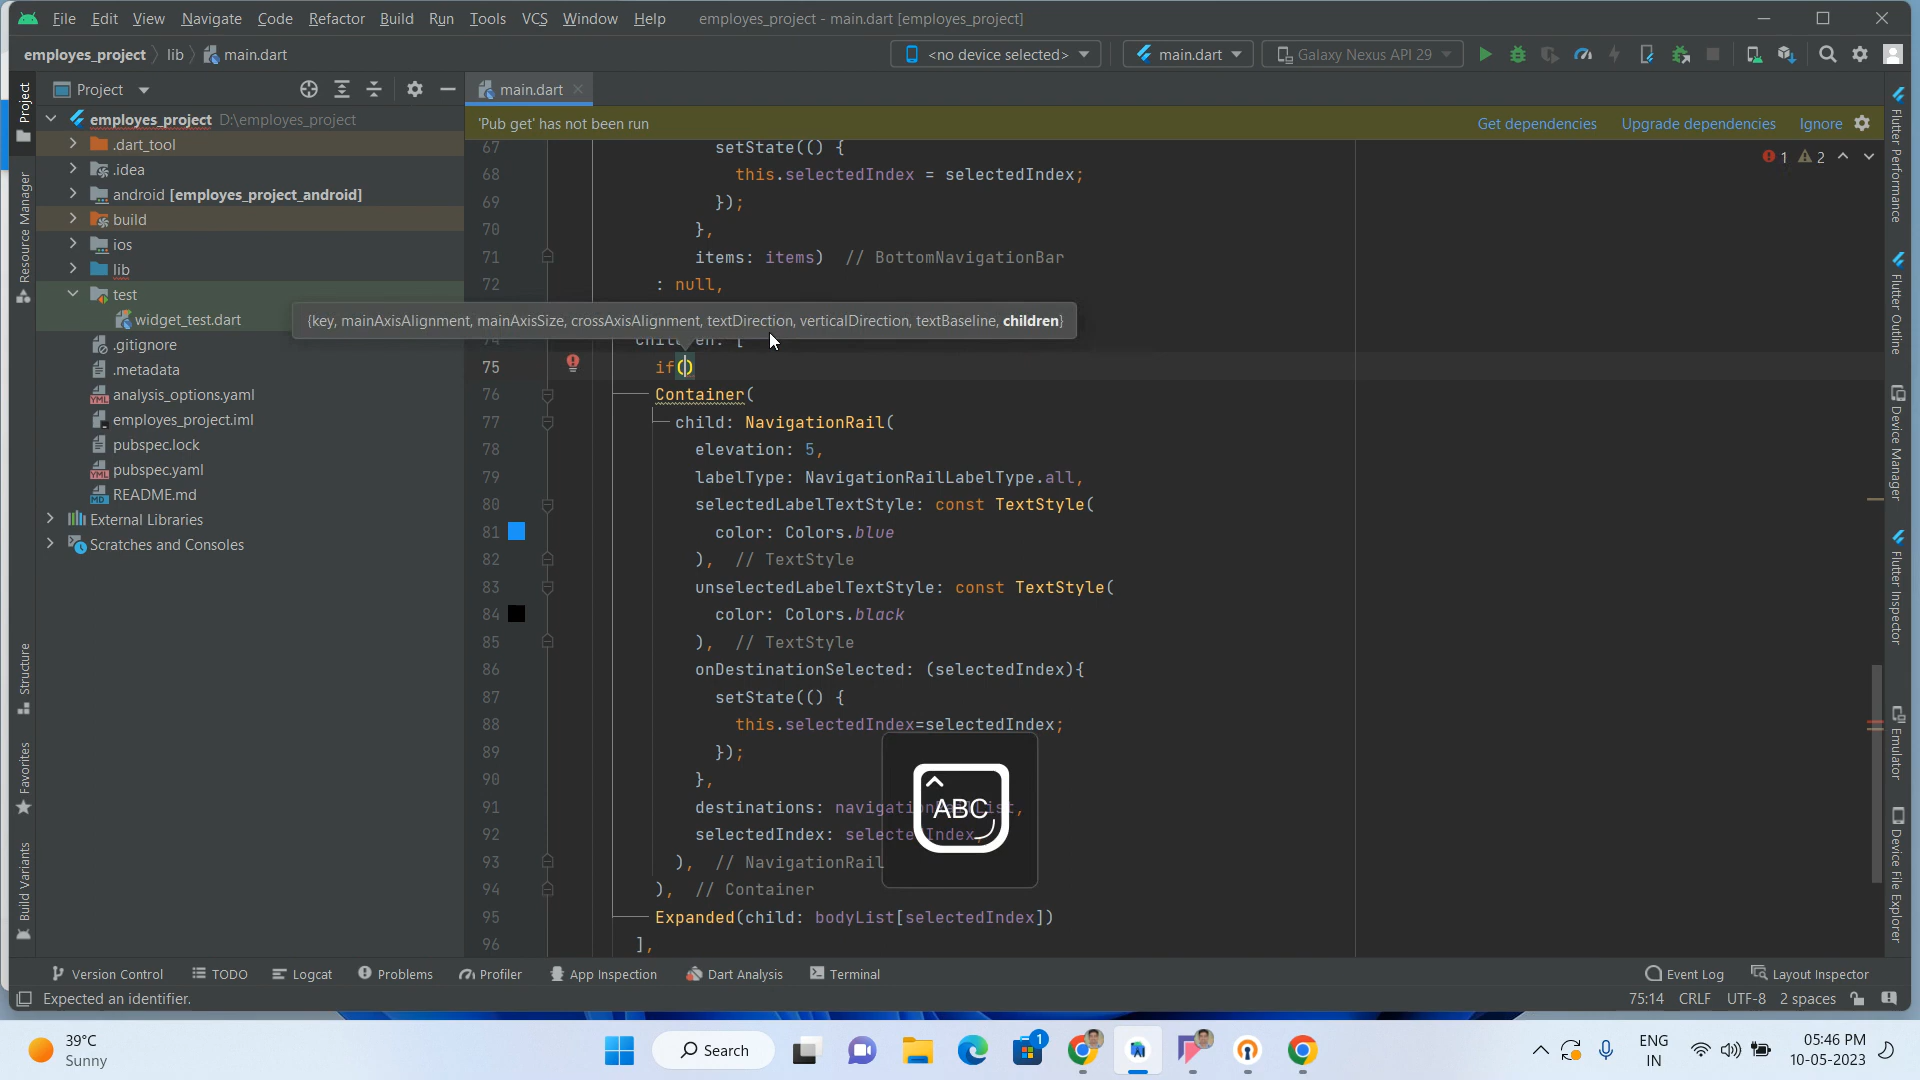 File Edit View Navigate Code Refactor Build Run Tools VCS Window Help employes_project - main.dart [employes_project]
employes_project lib main.dart <no device selected> main.dart Galaxy Nexus API 29
Project main.dart
'Pub get' has not been run Get dependencies Upgrade dependencies Ignore
employes_project D:\employes_project
.dart_tool
.idea
android [employes_project_android]
build
ios
lib
test
widget_test.dart
.gitignore
.metadata
analysis_options.yaml
employes_project.iml
pubspec.lock
pubspec.yaml
README.md
External Libraries
Scratches and Consoles
1 2
67 setState(() {
68 this.selectedIndex = selectedIndex;
69 });
70 },
71 items: items) // BottomNavigationBar
72 : null,
{key, mainAxisAlignment, mainAxisSize, crossAxisAlignment, textDirection, verticalDirection, textBaseline, children}
children: [
75 if()
76 Container(
77 child: NavigationRail(
78 elevation: 5,
79 labelType: NavigationRailLabelType.all,
80 selectedLabelTextStyle: const TextStyle(
81 color: Colors.blue
82 ), // TextStyle
83 unselectedLabelTextStyle: const TextStyle(
84 color: Colors.black
85 ), // TextStyle
86 onDestinationSelected: (selectedIndex){
87 setState(() {
88 this.selectedIndex=selectedIndex;
89 });
90 },
91 destinations: navigationRailList,
92 selectedIndex: selectedIndex,
93 ), // NavigationRail
94 ), // Container
95 Expanded(child: bodyList[selectedIndex])
96 ],
ABC
Project
Resource Manager
Structure
Favorites
Build Variants
Flutter Performance
Flutter Outline
Device Manager
Flutter Inspector
Emulator
Device File Explorer
Version Control TODO Logcat Problems Profiler App Inspection Dart Analysis Terminal Event Log Layout Inspector
Expected an identifier. 75:14 CRLF UTF-8 2 spaces
39°C
Sunny
Search
1
ENG
IN
05:46 PM
10-05-2023